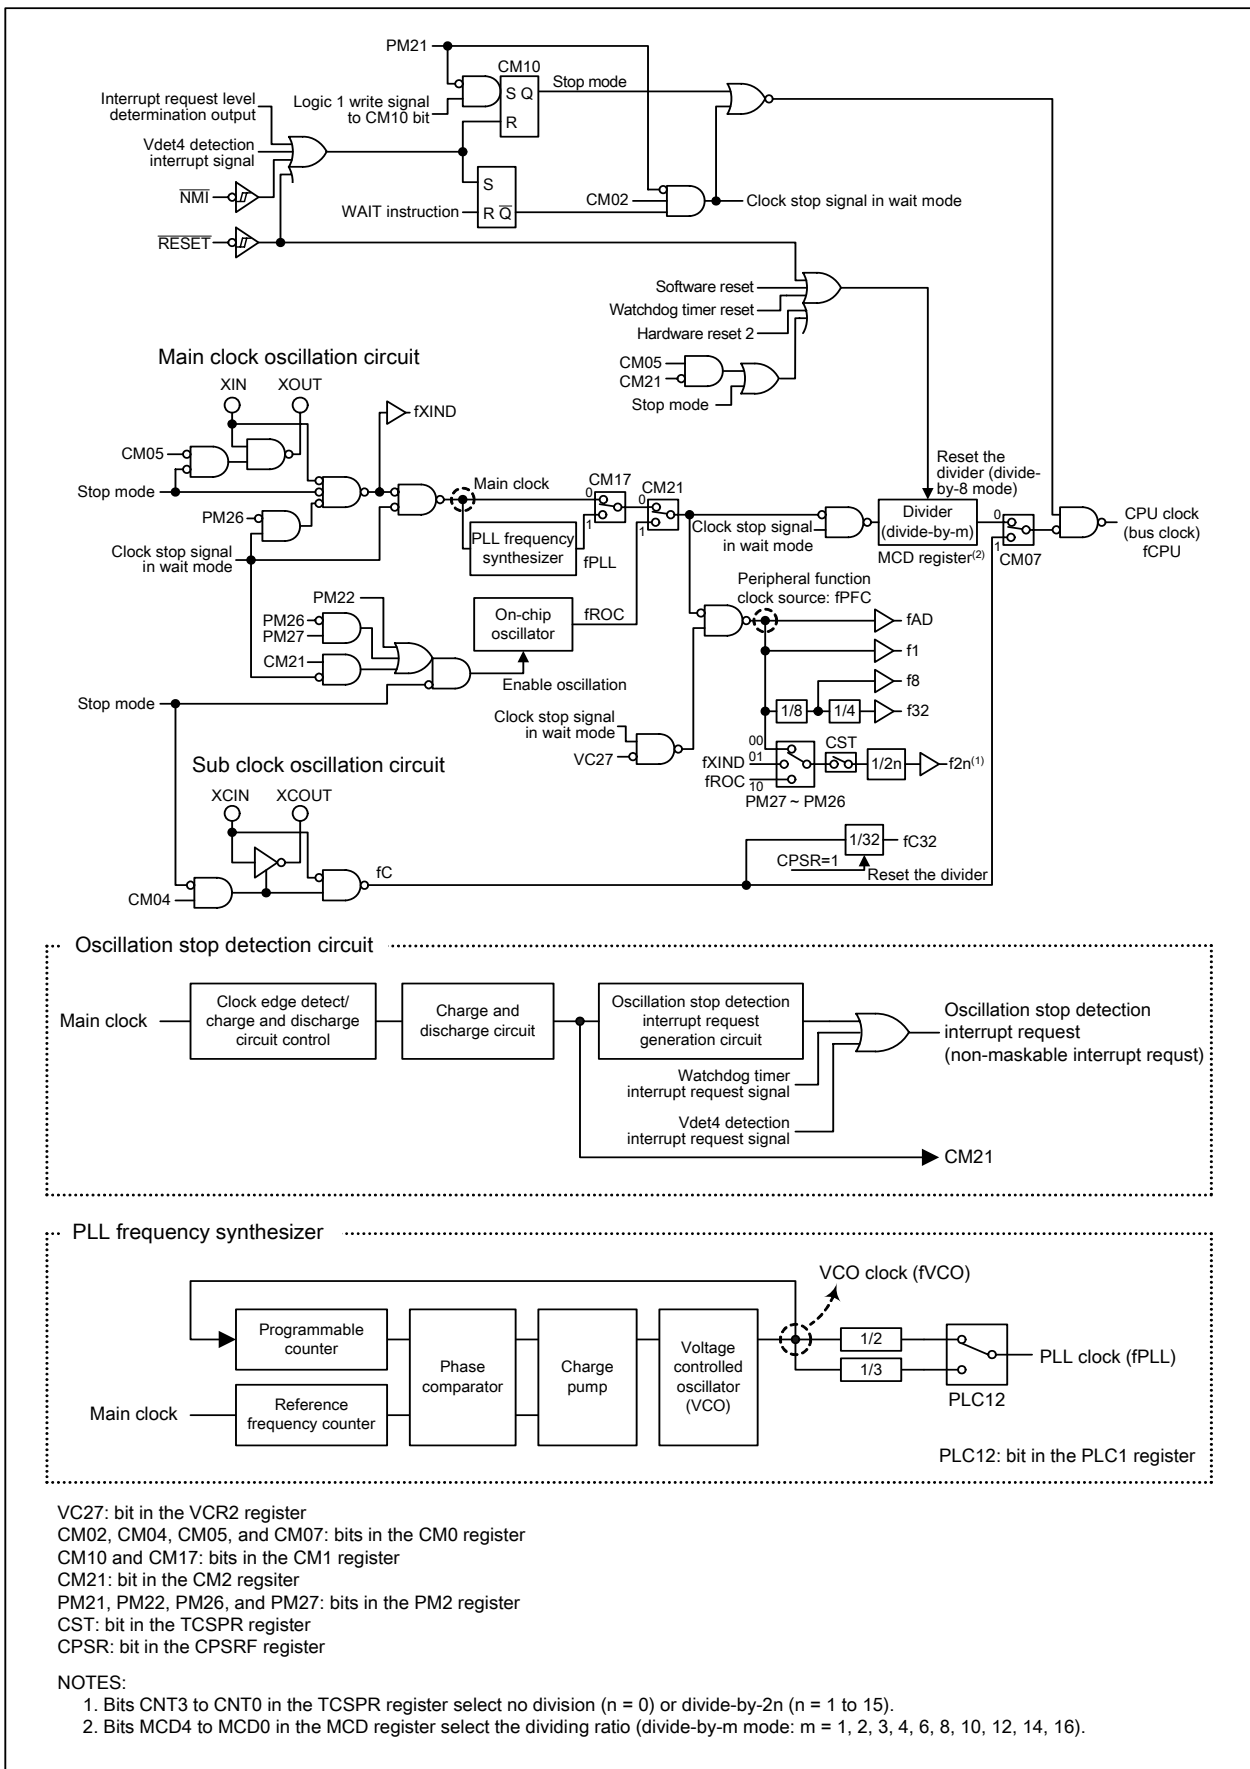 PM21
CM10
Interrupt request level
determination output
Logic 1 write signal
to CM10 bit
S Q
R
Stop mode
Vdet4 detection
interrupt signal
NMI
S
R Q
WAIT instruction
CM02
Clock stop signal in wait mode
RESET
Software reset
Watchdog timer reset
Hardware reset 2
CM05
CM21
Stop mode
Main clock oscillation circuit
XIN
XOUT
fXIND
CM05
Stop mode
PM26
Clock stop signal
in wait mode
Main clock
PLL frequency
synthesizer
fPLL
CM17
0
1
CM21
0
1
Clock stop signal
in wait mode
Reset the
divider (divide-
by-8 mode)
Divider
(divide-by-m)
MCD register(2)
0
1
CM07
CPU clock
(bus clock)
fCPU
PM22
PM26
PM27
CM21
On-chip
oscillator
fROC
Enable oscillation
Stop mode
Peripheral function
clock source: fPFC
fAD
f1
f8
1/8
1/4
f32
Clock stop signal
in wait mode
VC27
00
fXIND 01
fROC 10
PM27 ~ PM26
CST
1/2n
f2n(1)
Sub clock oscillation circuit
XCIN
XCOUT
CM04
fC
1/32
fC32
CPSR=1
Reset the divider
Oscillation stop detection circuit
Main clock
Clock edge detect/
charge and discharge
circuit control
Charge and
discharge circuit
Oscillation stop detection
interrupt request
generation circuit
Oscillation stop detection
interrupt request
(non-maskable interrupt requst)
Watchdog timer
interrupt request signal
Vdet4 detection
interrupt request signal
CM21
PLL frequency synthesizer
VCO clock (fVCO)
Programmable
counter
Phase
comparator
Charge
pump
Voltage
controlled
oscillator
(VCO)
1/2
1/3
PLL clock (fPLL)
PLC12
Main clock
Reference
frequency counter
PLC12: bit in the PLC1 register
VC27: bit in the VCR2 register
CM02, CM04, CM05, and CM07: bits in the CM0 register
CM10 and CM17: bits in the CM1 register
CM21: bit in the CM2 regsiter
PM21, PM22, PM26, and PM27: bits in the PM2 register
CST: bit in the TCSPR register
CPSR: bit in the CPSRF register
NOTES:
1. Bits CNT3 to CNT0 in the TCSPR register select no division (n = 0) or divide-by-2n (n = 1 to 15).
2. Bits MCD4 to MCD0 in the MCD register select the dividing ratio (divide-by-m mode: m = 1, 2, 3, 4, 6, 8, 10, 12, 14, 16).